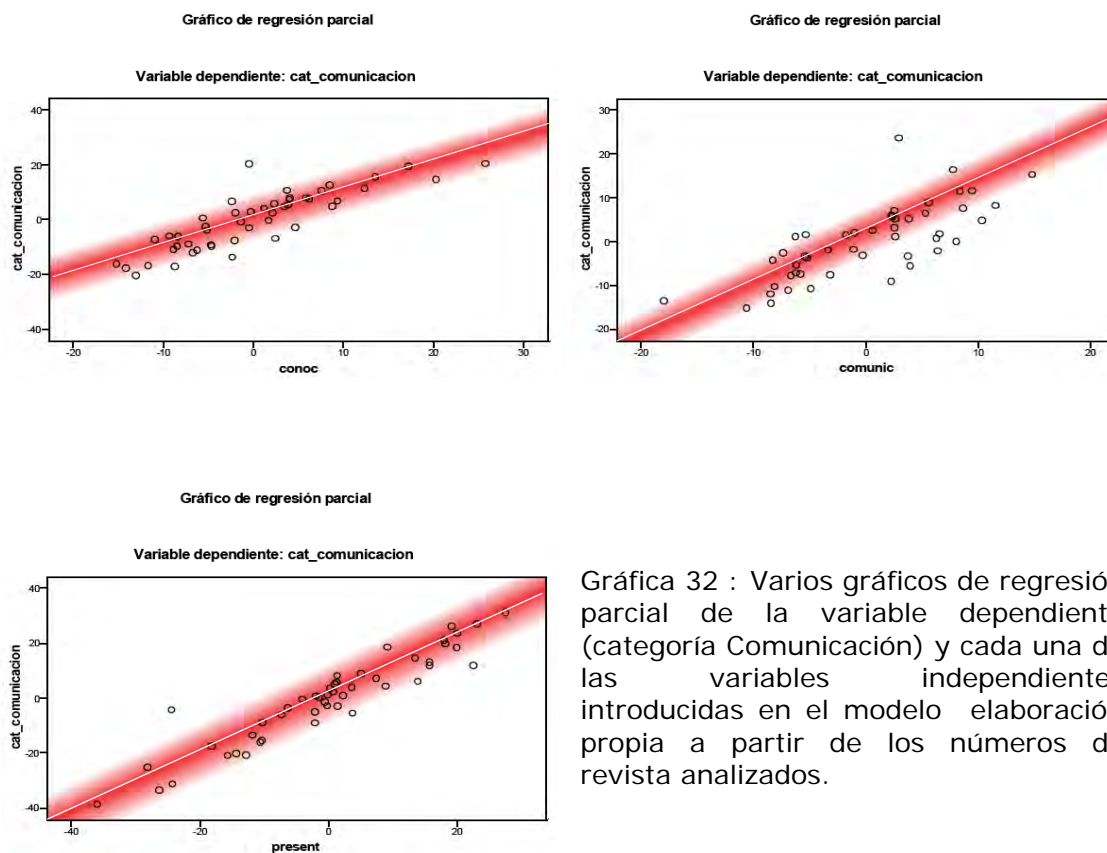 Gráfico de regresión parcial
Variable dependiente: cat_comunicacion
cat_comunicacion
40
20
0
-20
-40
-20
-10
0
10
20
30
conoc
Gráfico de regresión parcial
Variable dependiente: cat_comunicacion
cat_comunicacion
30
20
10
0
-10
-20
-20
-10
0
10
20
comunic
Gráfico de regresión parcial
Variable dependiente: cat_comunicacion
cat_comunicacion
40
20
0
-20
-40
-40
-20
0
20
present
Gráfica 32 : Varios gráficos de regresió
parcial de la variable dependient
(categoría Comunicación) y cada una d
las variables independiente
introducidas en el modelo elaboració
propia a partir de los números d
revista analizados.